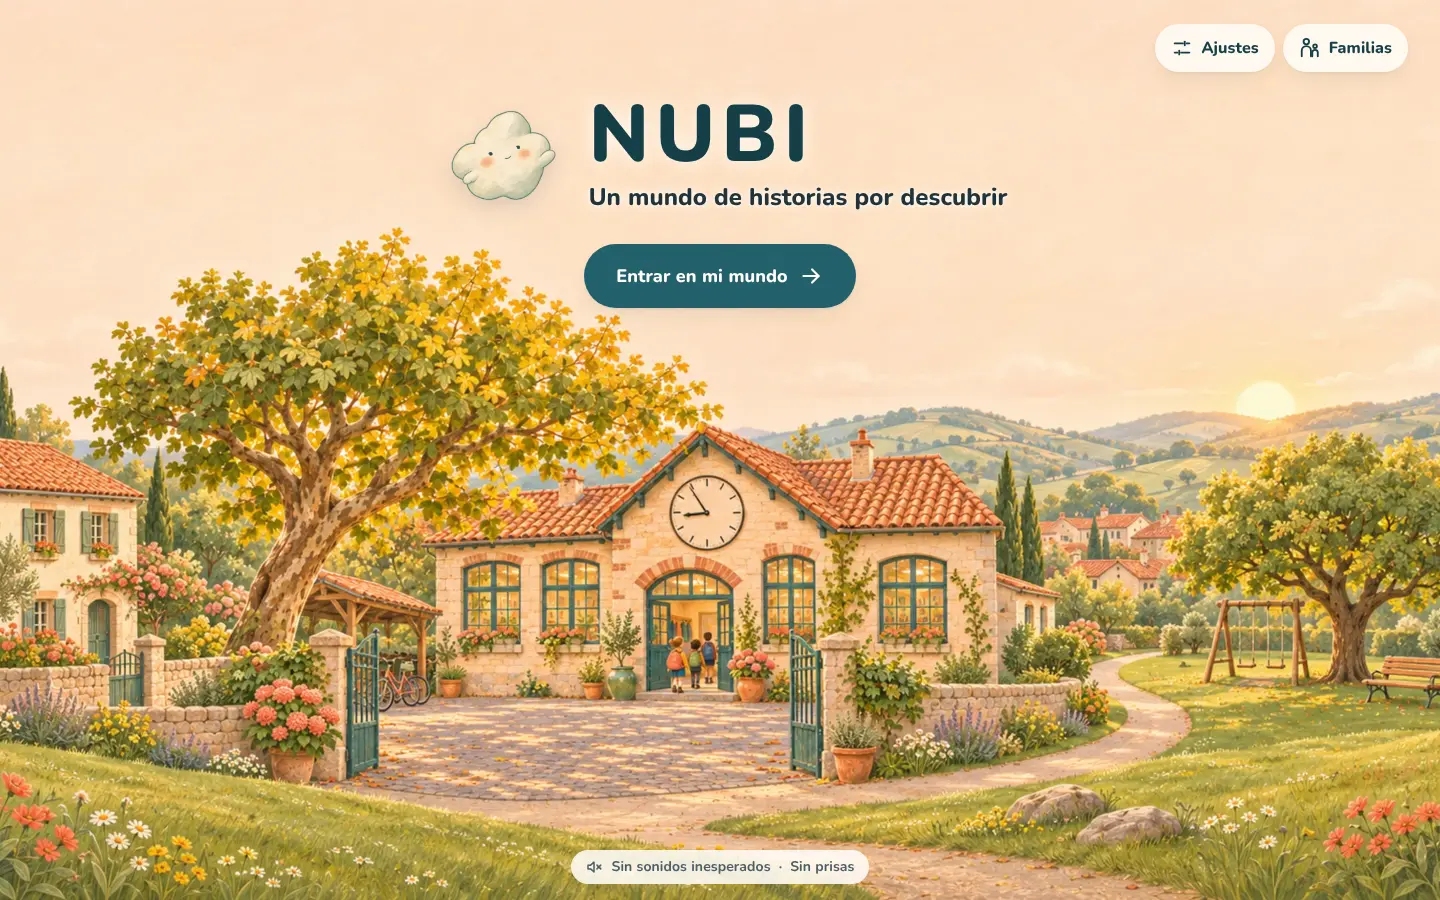 Ajustes
Familias
NUBI
Un mundo de historias por descubrir
Entrar en mi mundo
Sin sonidos inesperados · Sin prisas